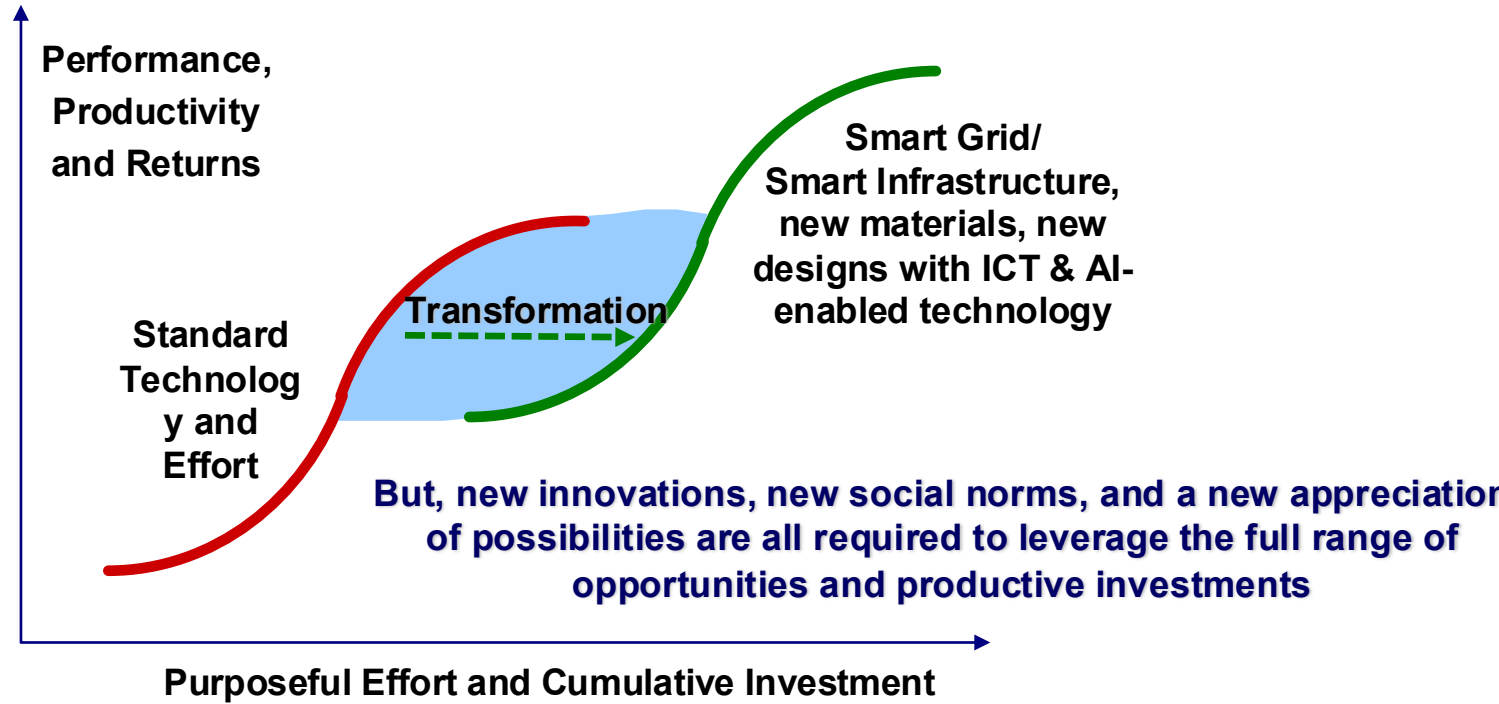 Performance,
Productivity
and Returns
Smart Grid/
Smart Infrastructure,
new materials, new
designs with ICT & AI-
enabled technology
Transformation
Standard
Technolog
y and
Effort
But, new innovations, new social norms, and a new appreciation
of possibilities are all required to leverage the full range of
opportunities and productive investments
Purposeful Effort and Cumulative Investment